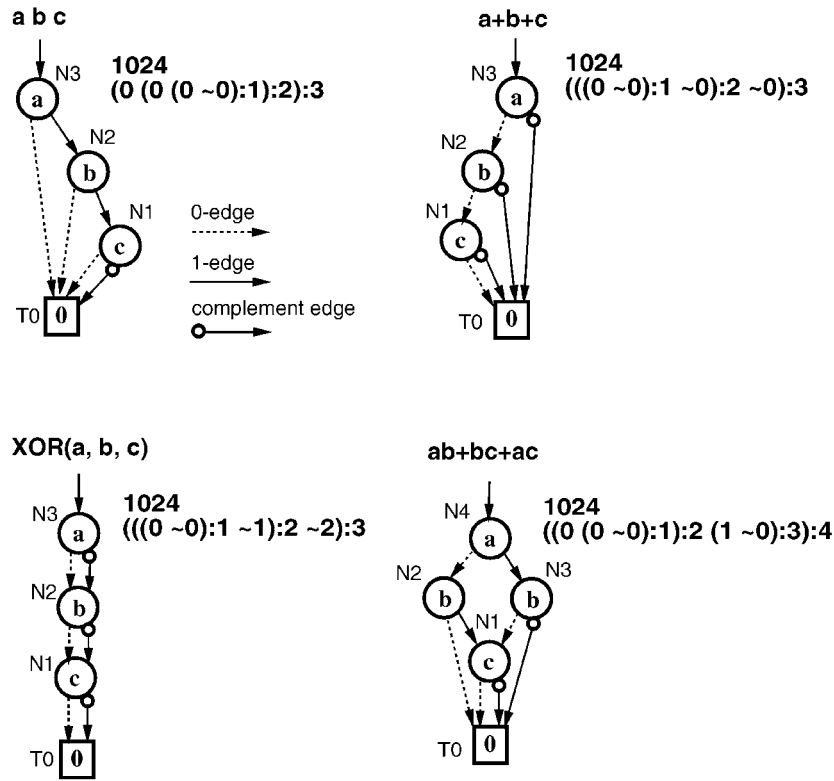 a b c
N3
1024
(0 (0 (0 ~0):1):2):3
a
N2
b
N1
c
0-edge
1-edge
complement edge
T0
0
a+b+c
N3
1024
(((0 ~0):1 ~0):2 ~0):3
a
N2
b
N1
c
T0
0
XOR(a, b, c)
1024
N3
(((0 ~0):1 ~1):2 ~2):3
a
N2
b
N1
c
T0
0
ab+bc+ac
1024
N4
((0 (0 ~0):1):2 (1 ~0):3):4
a
N2
N3
b
b
N1
c
T0
0